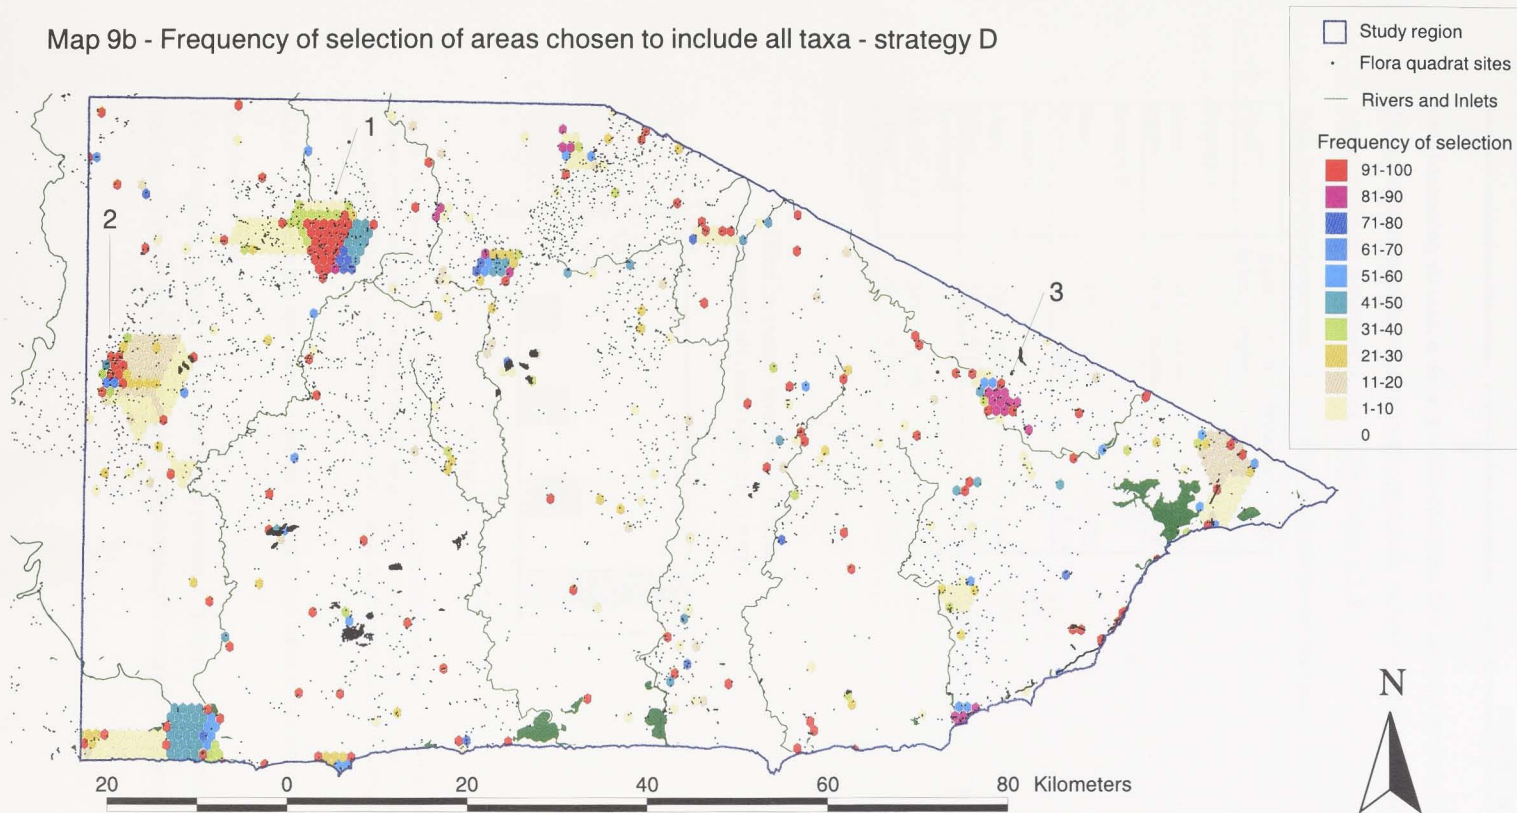 Map 9b - Frequency of selection of areas chosen to include all taxa - strategy D
Study region
Flora quadrat sites
Rivers and Inlets
Frequency of selection
91-100
81-90
71-80
61-70
51-60
41-50
31-40
21-30
11-20
1-10
0
1
2
3
N
20 0 20 40 60 80 Kilometers